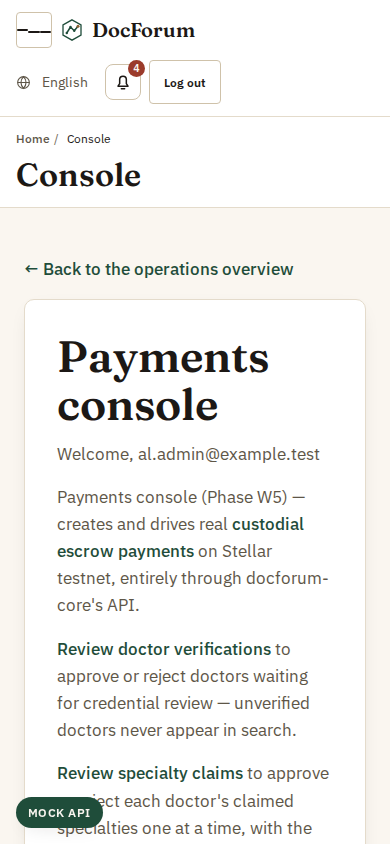 DocForum
English
4
Log out
Home / Console
Console
← Back to the operations overview
Payments
console
Welcome, al.admin@example.test
Payments console (Phase W5) —
creates and drives real custodial
escrow payments on Stellar
testnet, entirely through docforum-
core's API.
Review doctor verifications to
approve or reject doctors waiting
for credential review — unverified
doctors never appear in search.
Review specialty claims to approve
each doctor's claimed
MOCK API
specialties one at a time, with the